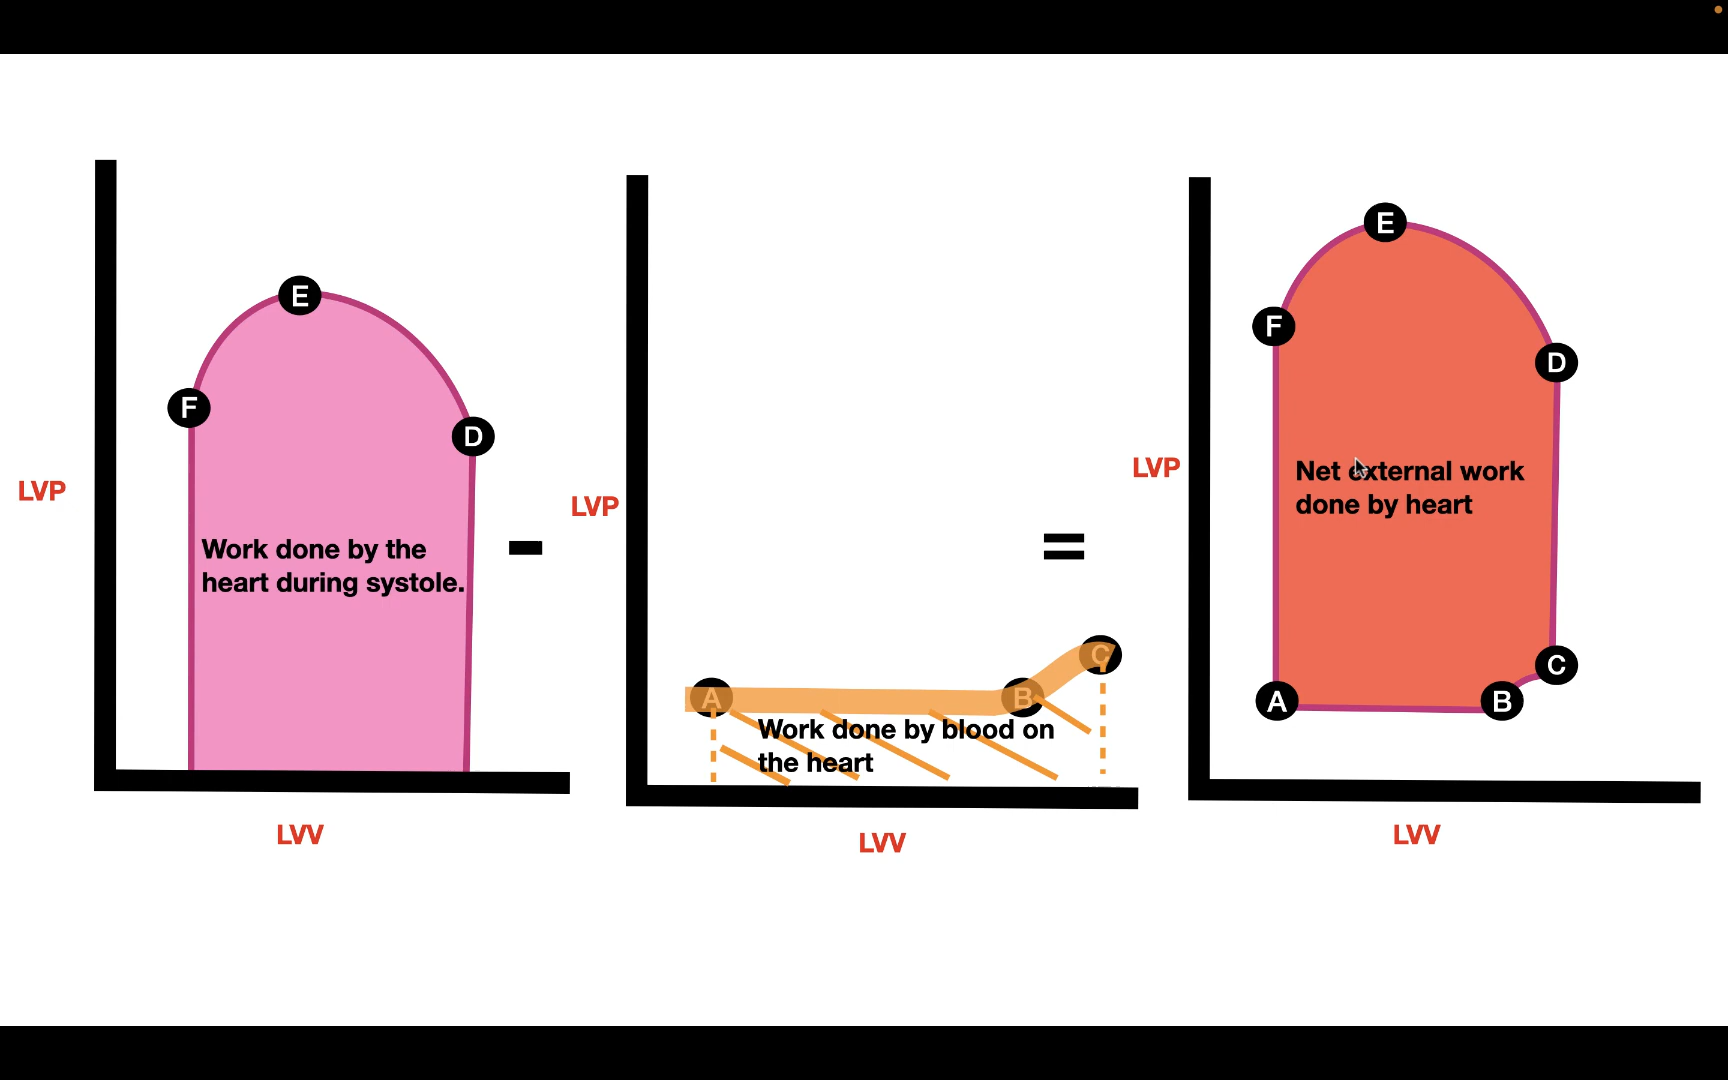 E
F
D
LVP
Work done by the
heart during systole.
LVV
-
LVP
A
B
C
Work done by blood on
the heart
LVV
=
LVP
E
F
D
Net external work
done by heart
C
A
B
LVV